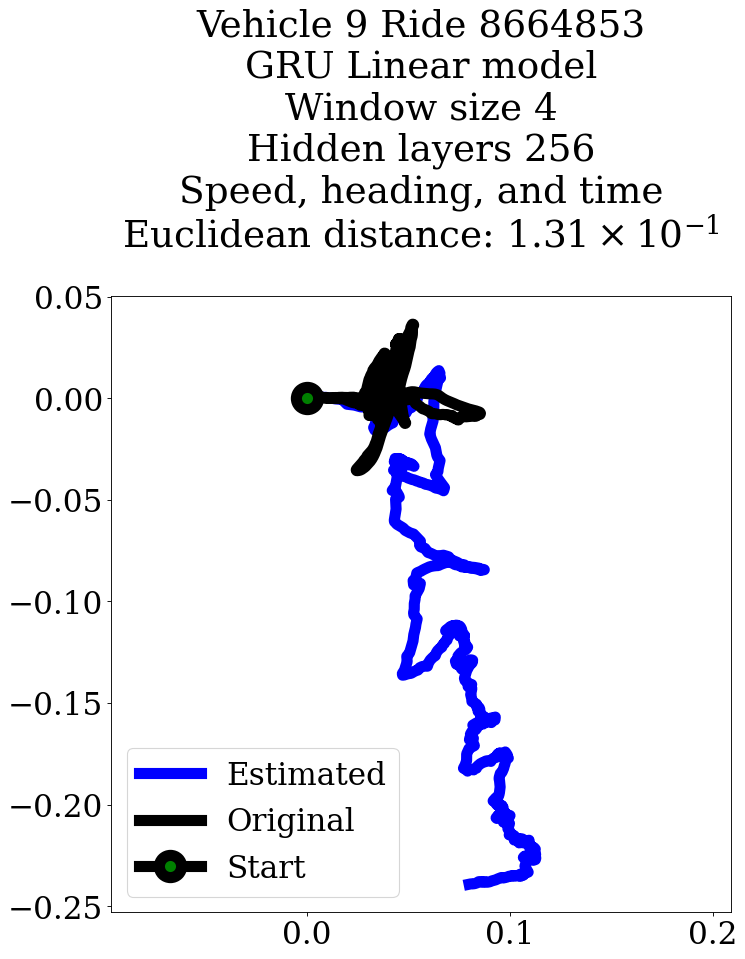 Vehicle 9 Ride 8664853
GRU Linear model
Window size 4
Hidden layers 256
Speed, heading, and time
Euclidean distance: 1.31 × 10⁻¹
0.05
0.00
−0.05
−0.10
−0.15
−0.20
−0.25
Estimated
Original
Start
0.0 0.1 0.2